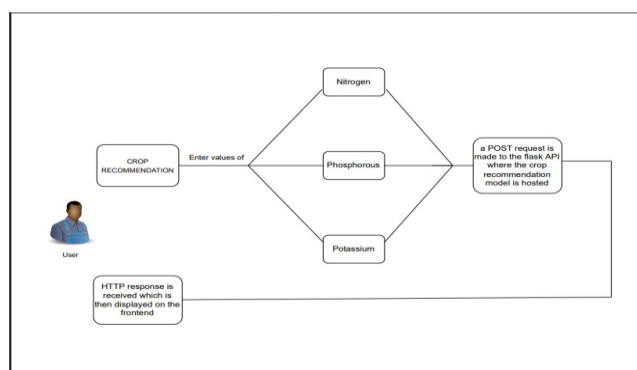 Nitrogen
CROP
RECOMMENDATION
Enter values of
Phosphorous
a POST request is
made to the flask API
where the crop
recommendation
model is hosted
Potassium
User
HTTP response is
received which is
then displayed on the
frontend